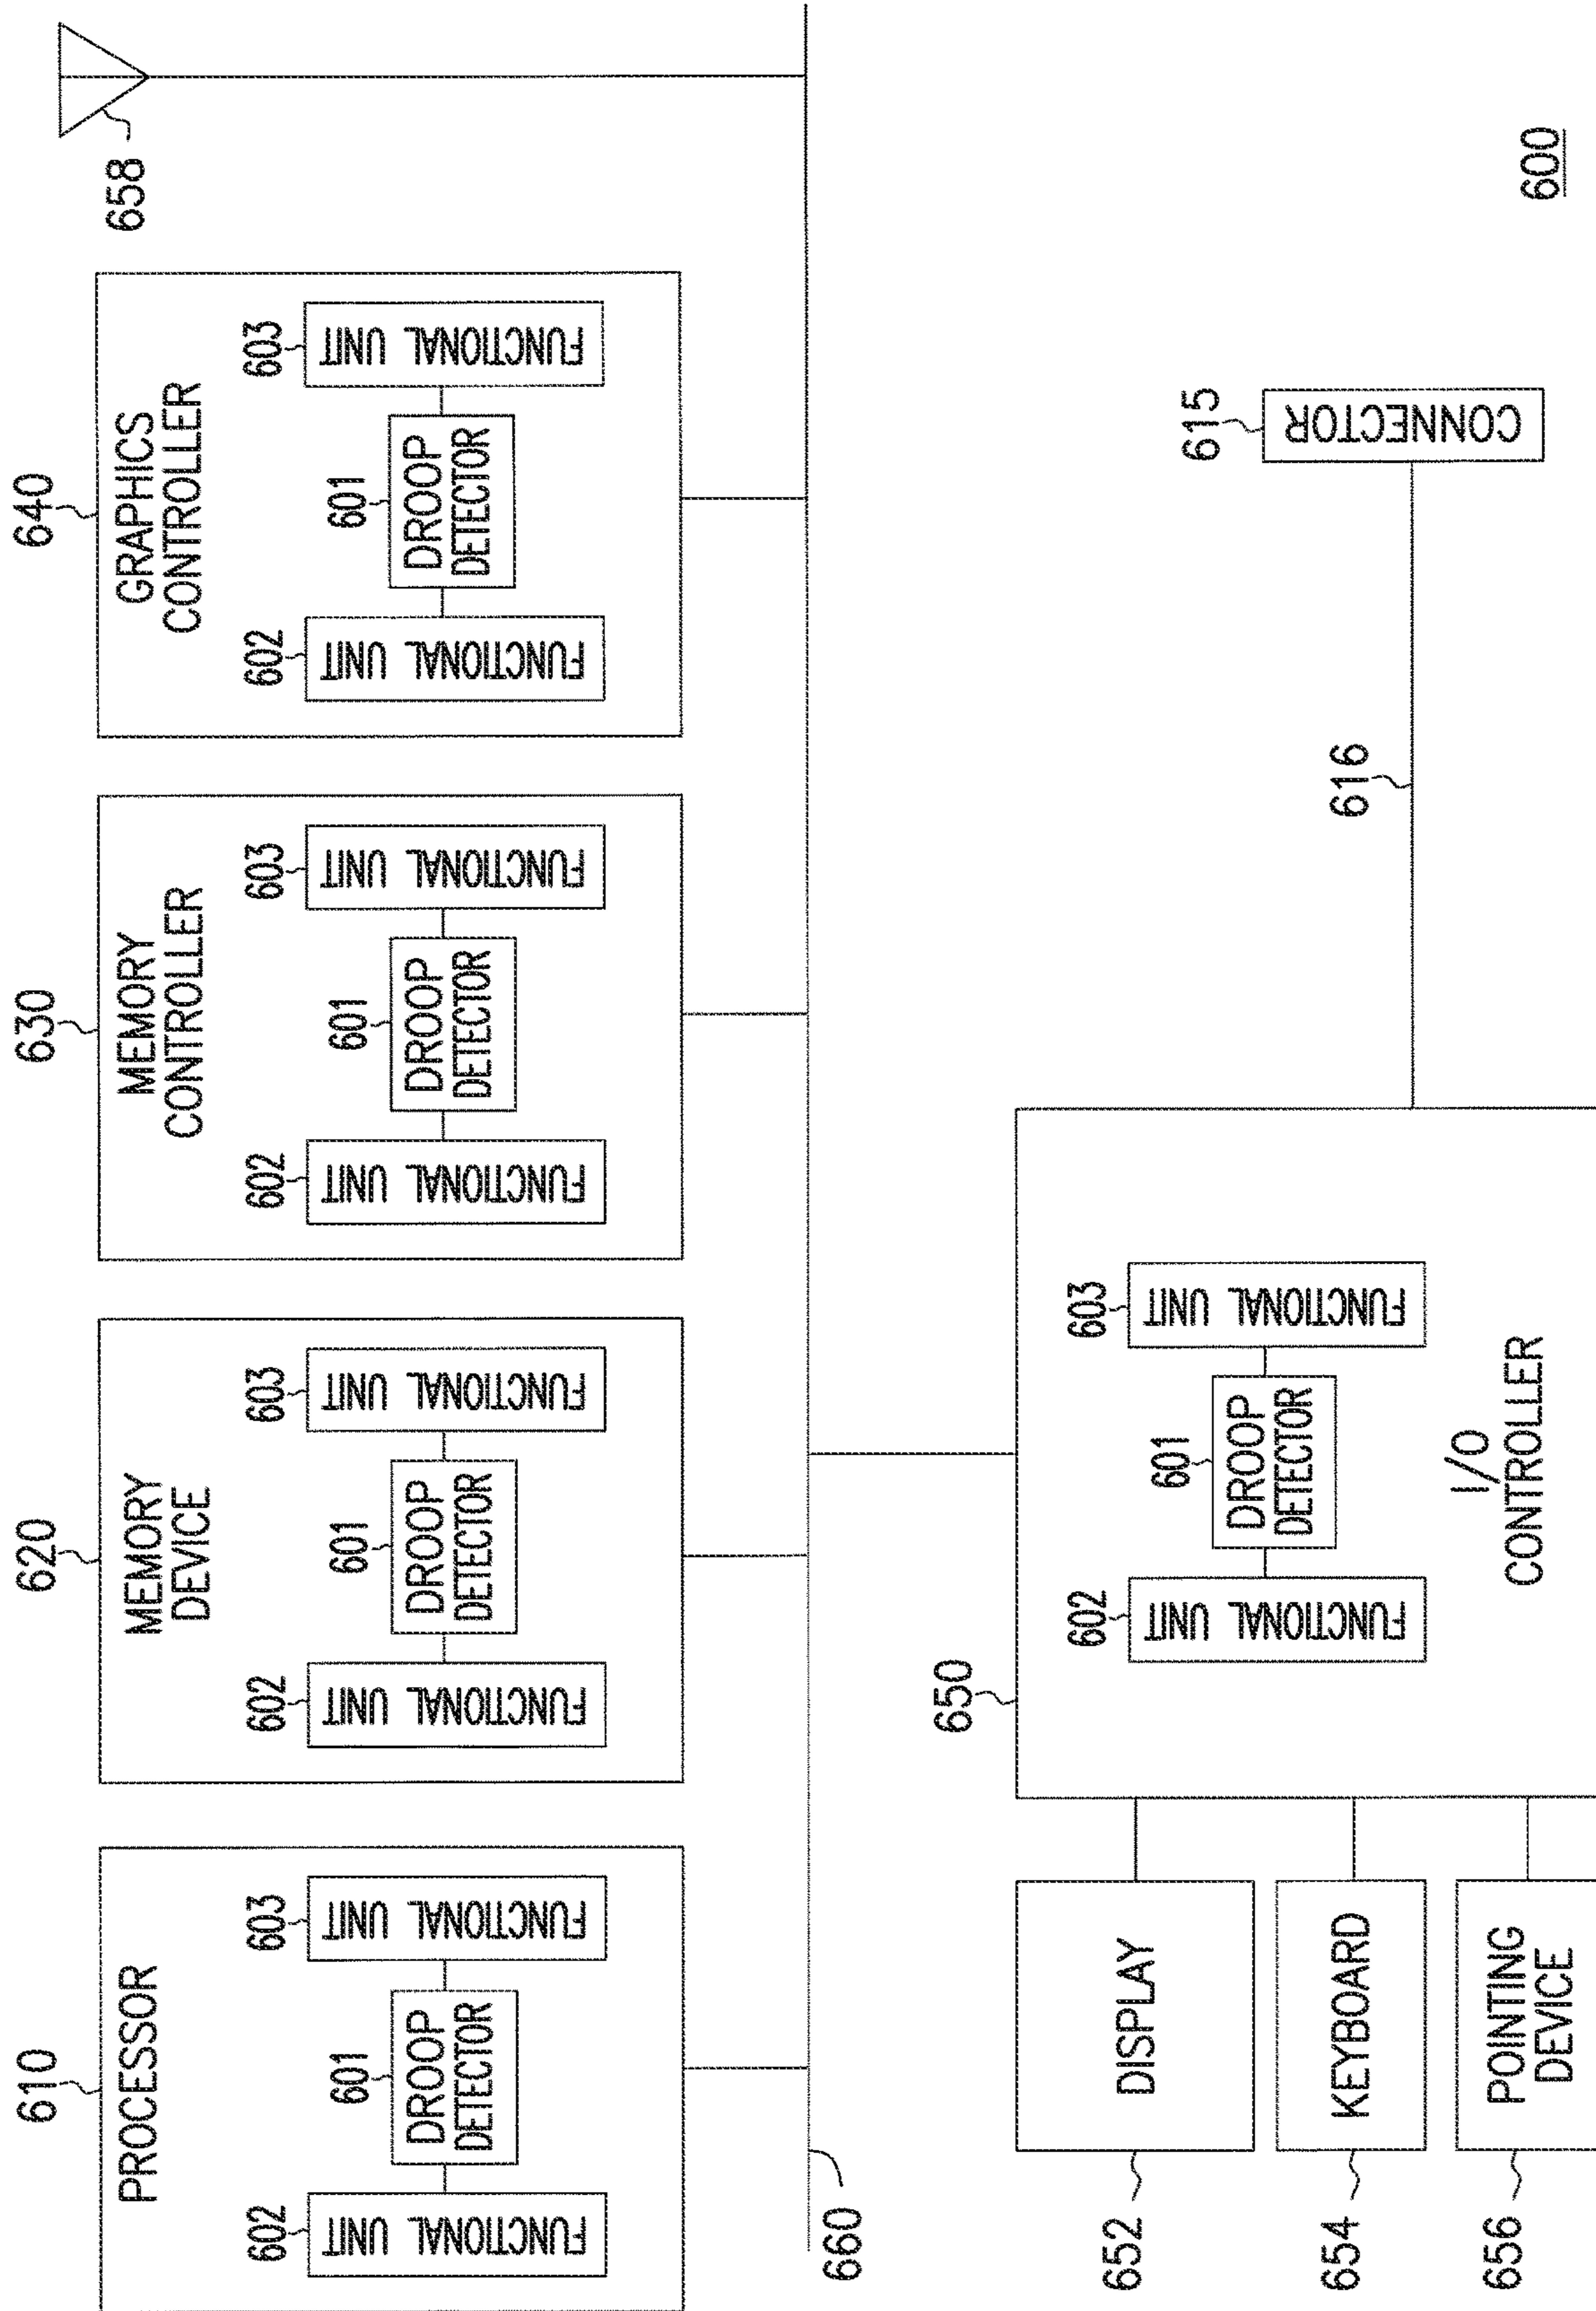 610
PROCESSOR
602
FUNCTIONAL UNIT
601
DROOP
DETECTOR
603
FUNCTIONAL UNIT
620
MEMORY
DEVICE
602
FUNCTIONAL UNIT
601
DROOP
DETECTOR
603
FUNCTIONAL UNIT
630
MEMORY
CONTROLLER
602
FUNCTIONAL UNIT
601
DROOP
DETECTOR
603
FUNCTIONAL UNIT
640
GRAPHICS
CONTROLLER
602
FUNCTIONAL UNIT
601
DROOP
DETECTOR
603
FUNCTIONAL UNIT
658
660
652
DISPLAY
654
KEYBOARD
656
POINTING
DEVICE
650
602
FUNCTIONAL UNIT
601
DROOP
DETECTOR
603
FUNCTIONAL UNIT
I/O
CONTROLLER
616
615
CONNECTOR
600